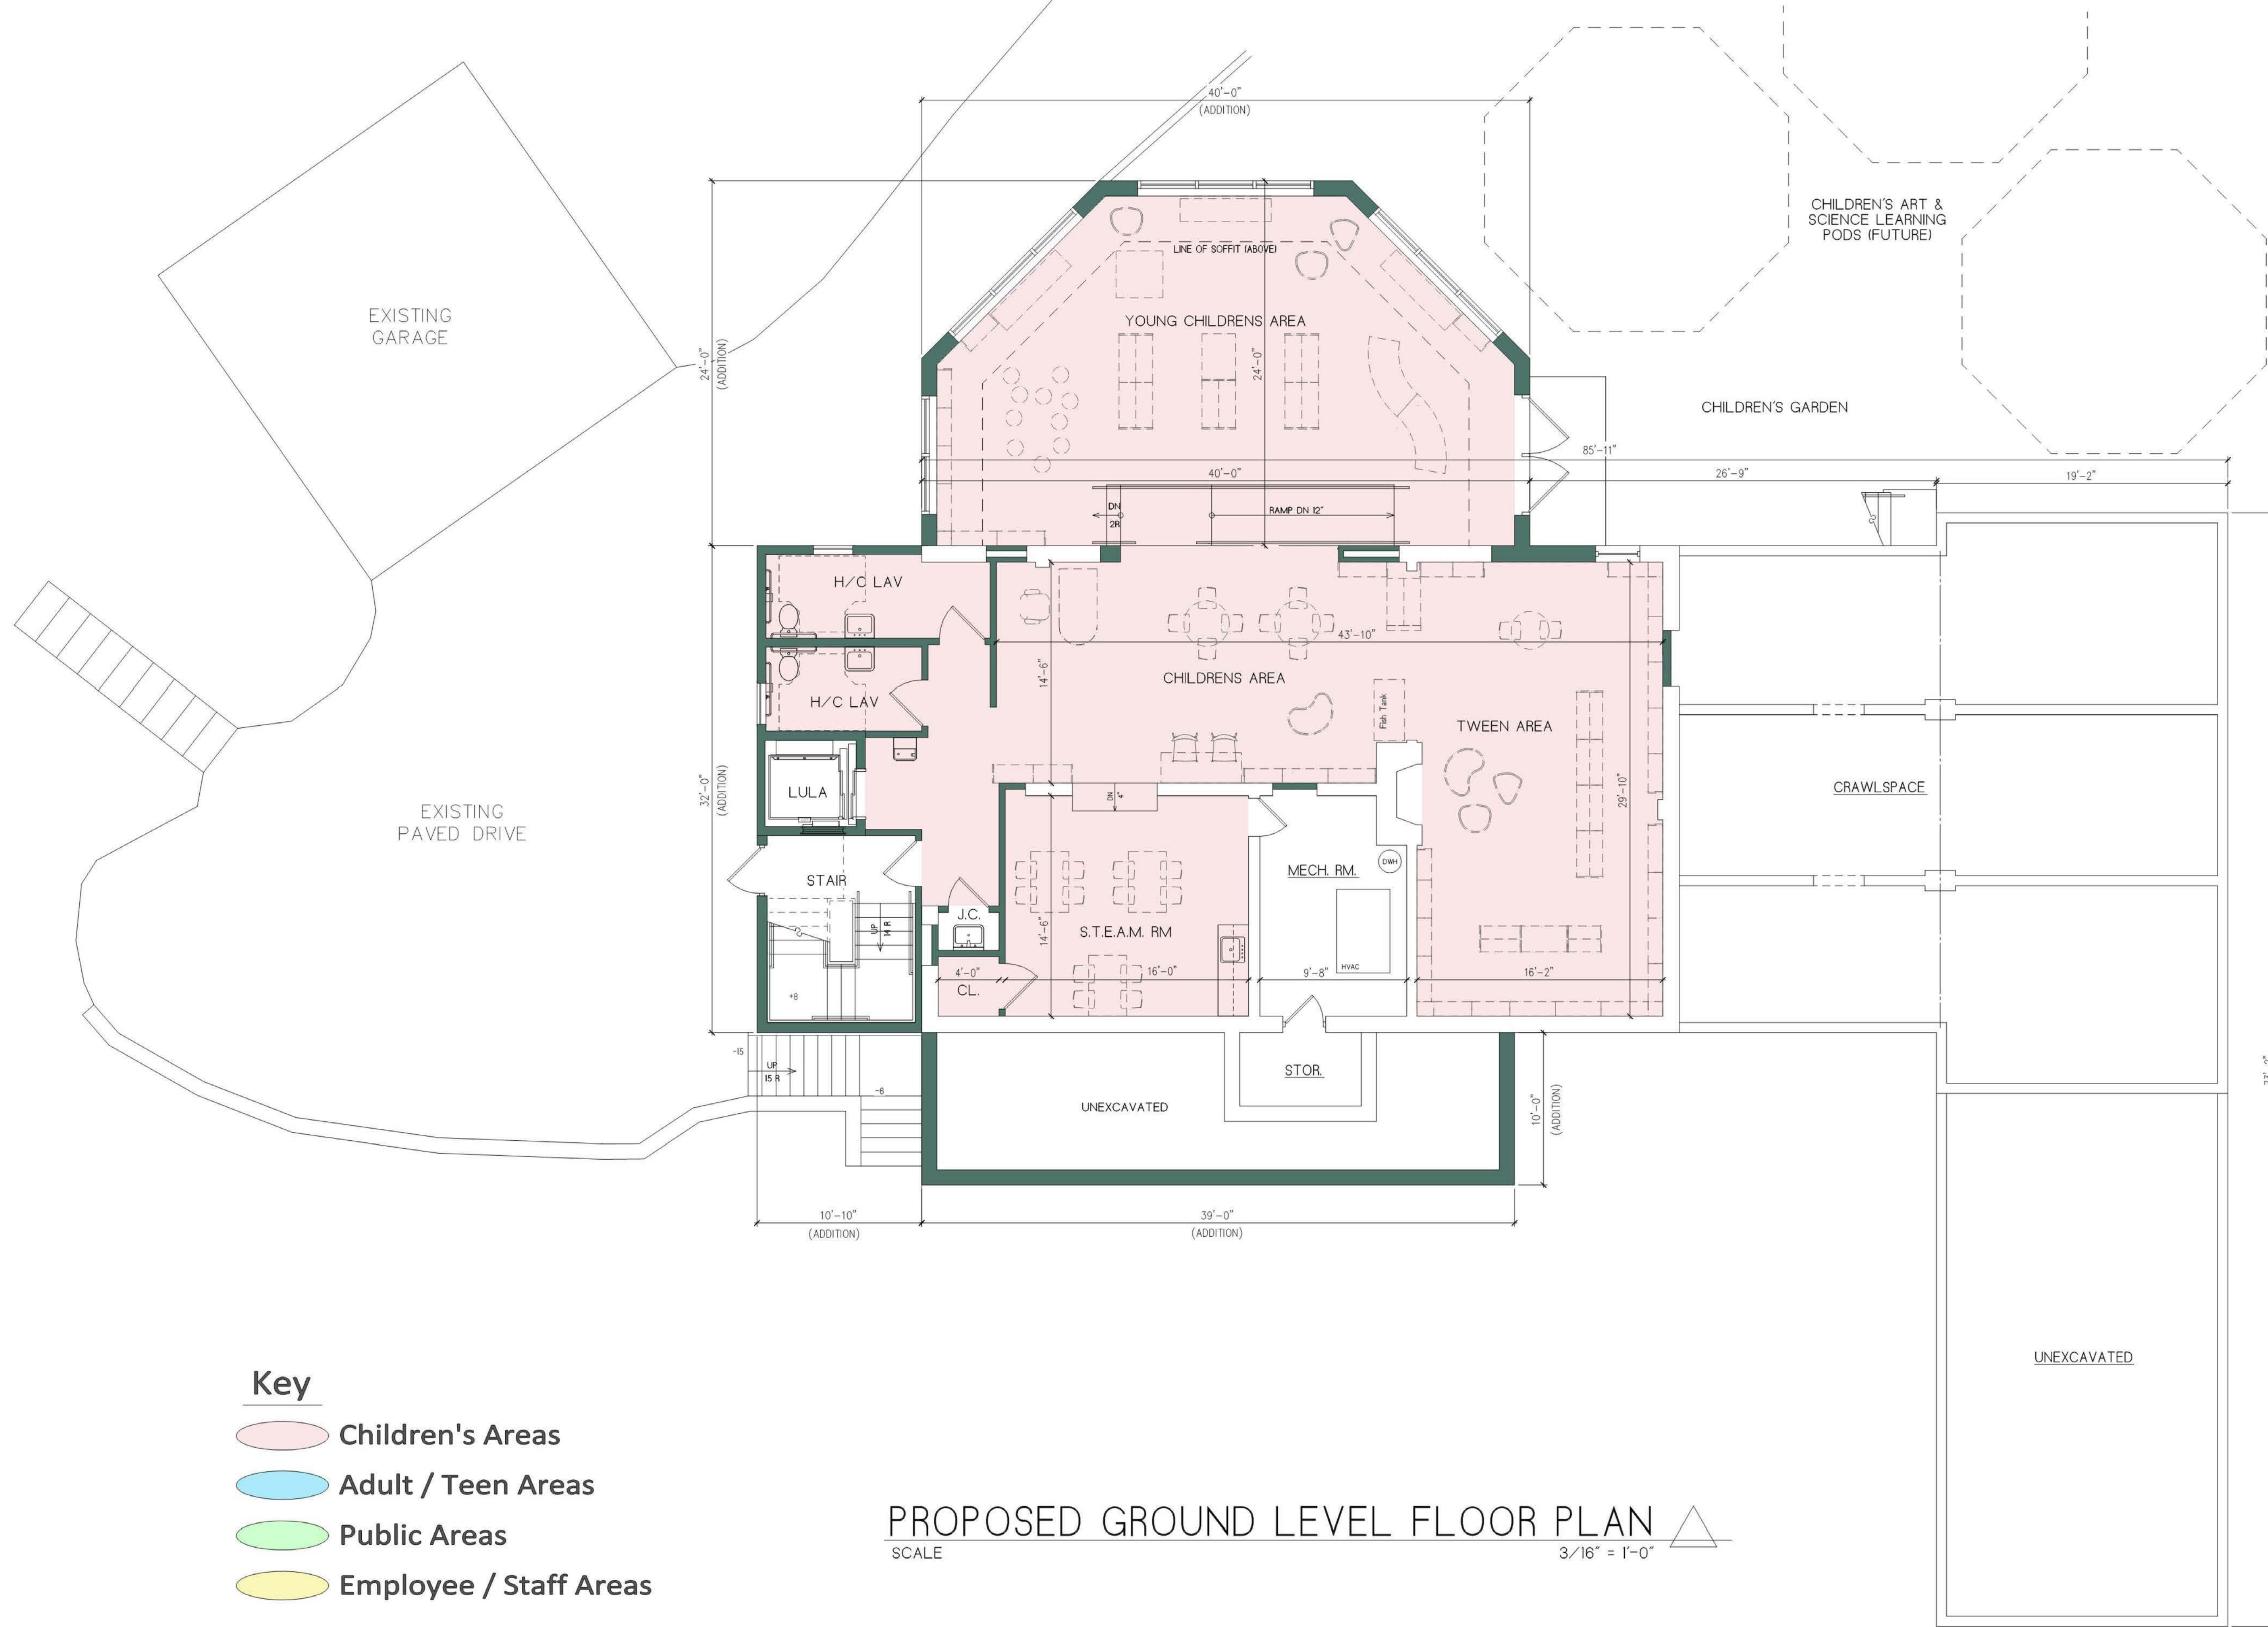 40'-0"
(ADDITION)
CHILDREN'S ART &
SCIENCE LEARNING
PODS (FUTURE)
LINE OF SOFFIT (ABOVE)
EXISTING
GARAGE
YOUNG CHILDRENS AREA
24'-0"
(ADDITION)
24'-0"
CHILDREN'S GARDEN
85'-11"
40'-0"
26'-9"
19'-2"
DN
2R
RAMP DN 12"
H/C LAV
43'-10"
14'-6"
CHILDRENS AREA
H/C LAV
Fish Tank
TWEEN AREA
32'-0"
(ADDITION)
LULA
DN
4"
29'-10"
CRAWLSPACE
EXISTING
PAVED DRIVE
STAIR
MECH. RM.
DWH
J.C.
UP
14 R
14'-6"
S.T.E.A.M. RM
4'-0"
16'-0"
9'-8"
HVAC
16'-2"
CL.
+8
-15
UP
15 R
-6
STOR.
UNEXCAVATED
10'-0"
(ADDITION)
10'-10"
(ADDITION)
39'-0"
(ADDITION)
UNEXCAVATED
Key
Children's Areas
Adult / Teen Areas
Public Areas
Employee / Staff Areas
PROPOSED GROUND LEVEL FLOOR PLAN
SCALE
3/16" = 1'-0"